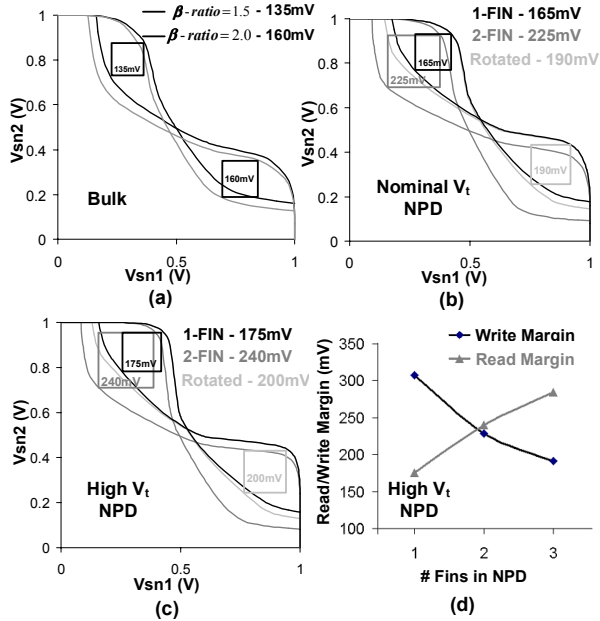 β-ratio=1.5 - 135mV
β-ratio=2.0 - 160mV
1
0.8
0.6
0.4
0.2
0
Vsn2 (V)
135mV
160mV
Bulk
0
0.5
1
Vsn1 (V)
(a)
1-FIN - 165mV
2-FIN - 225mV
Rotated - 190mV
1
0.8
0.6
0.4
0.2
0
Vsn2 (V)
165mV
225mV
190mV
Nominal Vt
NPD
0
0.5
1
Vsn1 (V)
(b)
1-FIN - 175mV
2-FIN - 240mV
Rotated - 200mV
1
0.8
0.6
0.4
0.2
0
Vsn2 (V)
175mV
240mV
200mV
High Vt
NPD
0
0.5
1
Vsn1 (V)
(c)
Write Margin
Read Margin
350
300
250
200
150
100
Read/Write Margin (mV)
High Vt
NPD
1
2
3
# Fins in NPD
(d)